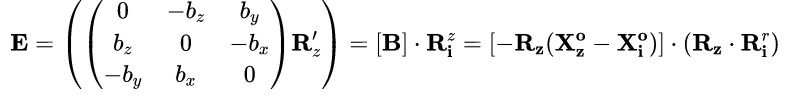 E = ( ( 0 −b_z b_y
b_z 0 −b_x
−b_y b_x 0 ) R′_z ) = [B] · R_i^z = [−R_z(X_z^o − X_i^o)] · (R_z · R_i^r)